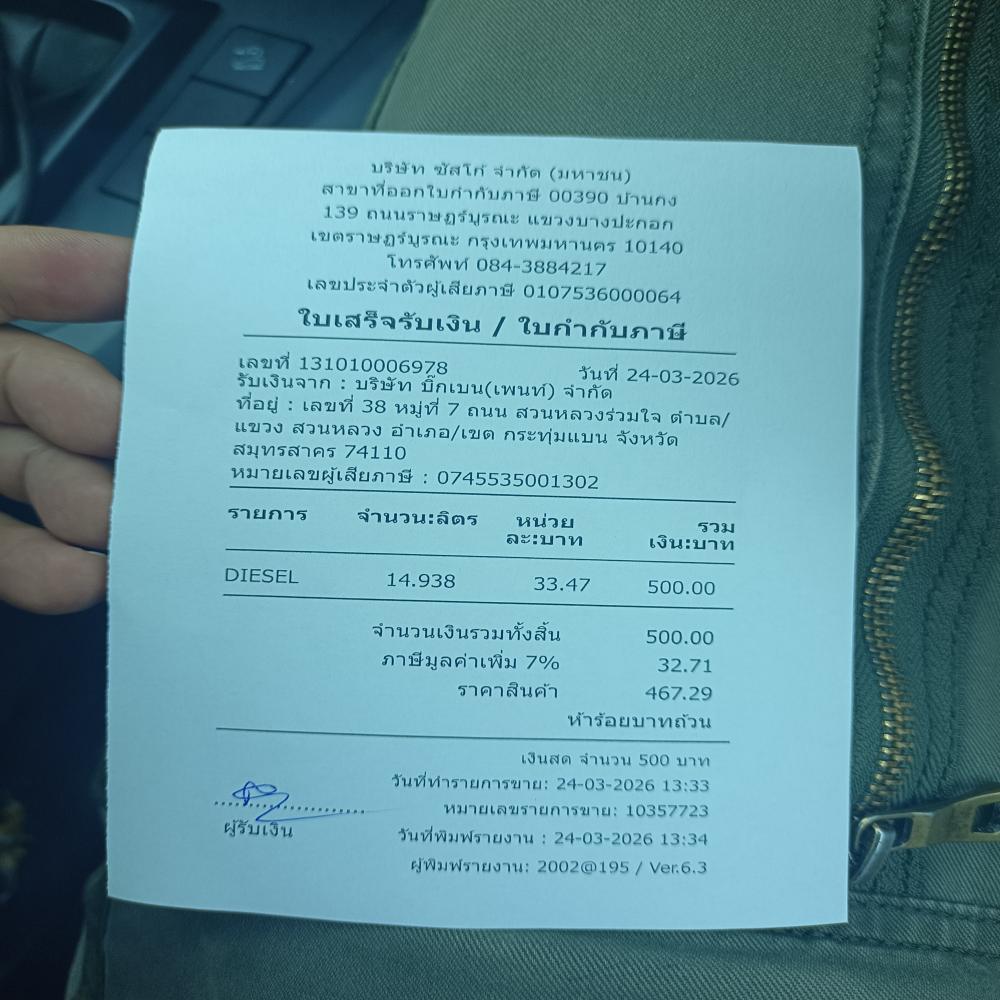 บริษัท ซัสโก้ จำกัด (มหาชน)
สาขาที่ออกใบกำกับภาษี 00390 บ้านกง
139 ถนนราษฎร์บูรณะ แขวงบางปะกอก
เขตราษฎร์บูรณะ กรุงเทพมหานคร 10140
โทรศัพท์ 084-3884217
เลขประจำตัวผู้เสียภาษี 0107536000064
ใบเสร็จรับเงิน / ใบกำกับภาษี
เลขที่ 131010006978 วันที่ 24-03-2026
รับเงินจาก : บริษัท บิ๊กเบน(เพนท์) จำกัด
ที่อยู่ : เลขที่ 38 หมู่ที่ 7 ถนน สวนหลวงร่วมใจ ตำบล/
แขวง สวนหลวง อำเภอ/เขต กระทุ่มแบน จังหวัด
สมุทรสาคร 74110
หมายเลขผู้เสียภาษี : 0745535001302
รายการ จำนวน:ลิตร หน่วย รวม
ละ:บาท เงิน:บาท
DIESEL 14.938 33.47 500.00
จำนวนเงินรวมทั้งสิ้น 500.00
ภาษีมูลค่าเพิ่ม 7% 32.71
ราคาสินค้า 467.29
ห้าร้อยบาทถ้วน
เงินสด จำนวน 500 บาท
วันที่ทำรายการขาย: 24-03-2026 13:33
หมายเลขรายการขาย: 10357723
ผู้รับเงิน วันที่พิมพ์รายงาน : 24-03-2026 13:34
ผู้พิมพ์รายงาน: 2002@195 / Ver.6.3